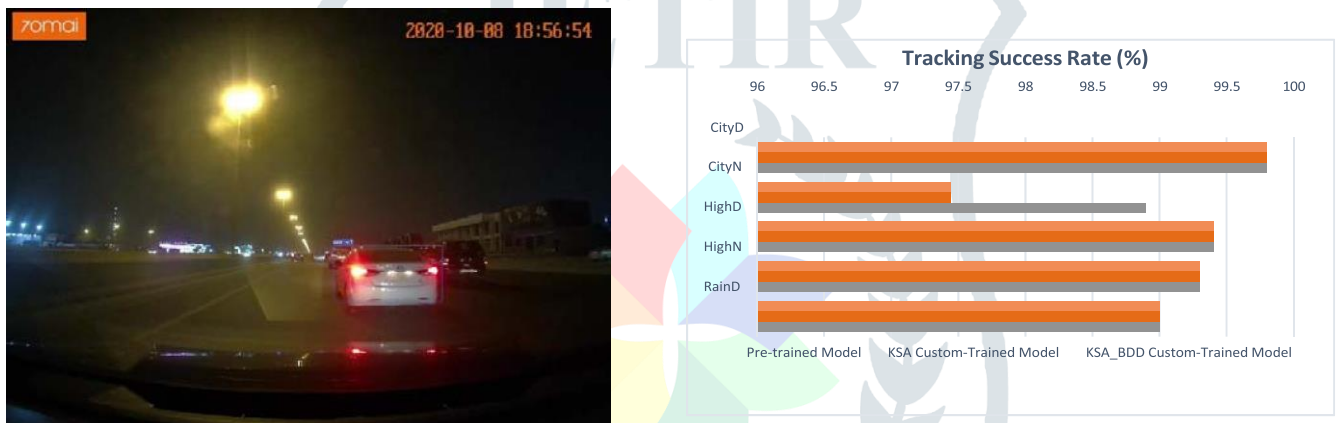 70mai
2020-10-08 18:56:54
Tracking Success Rate (%)
96 96.5 97 97.5 98 98.5 99 99.5 100
CityD
CityN
HighD
HighN
RainD
Pre-trained Model KSA Custom-Trained Model KSA_BDD Custom-Trained Model